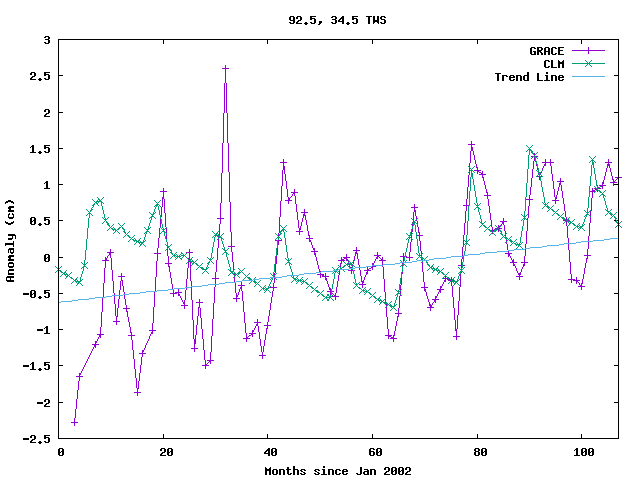 92.5, 34.5 TWS
GRACE
CLM
Trend Line
Anomaly (cm)
3
2.5
2
1.5
1
0.5
0
-0.5
-1
-1.5
-2
-2.5
0 20 40 60 80 100
Months since Jan 2002